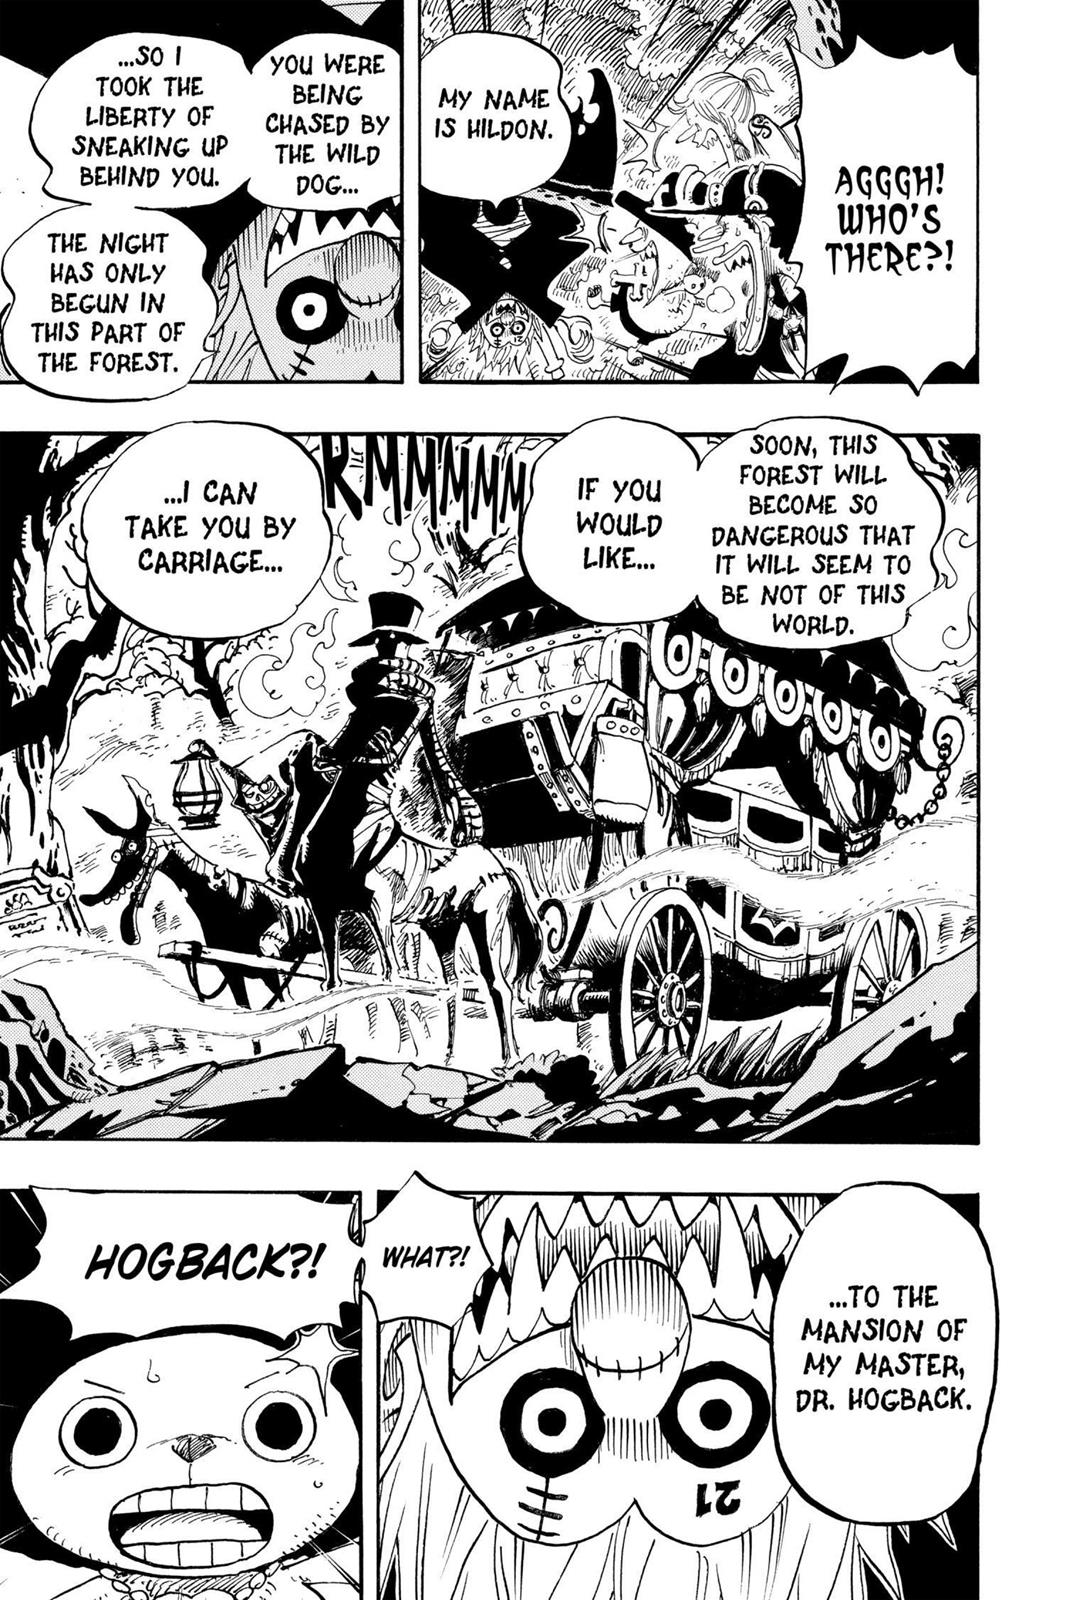 AGGGH!
WHO'S
THERE?!
MY NAME
IS HILDON.
YOU WERE
BEING
CHASED BY
THE WILD
DOG...
...SO I
TOOK THE
LIBERTY OF
SNEAKING UP
BEHIND YOU.
THE NIGHT
HAS ONLY
BEGUN IN
THIS PART OF
THE FOREST.
SOON, THIS
FOREST WILL
BECOME SO
DANGEROUS THAT
IT WILL SEEM TO
BE NOT OF THIS
WORLD.
IF YOU
WOULD
LIKE...
RMMMMMM
...I CAN
TAKE YOU BY
CARRIAGE...
...TO THE
MANSION OF
MY MASTER,
DR. HOGBACK.
21
WHAT?!
HOGBACK?!